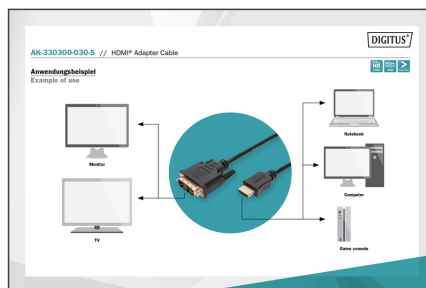 DIGITUS®
AK-330300-030-S // HDMI® Adapter Cable
Anwendungsbeispiel
Example of use
Monitor
TV
Notebook
Computer
Game console